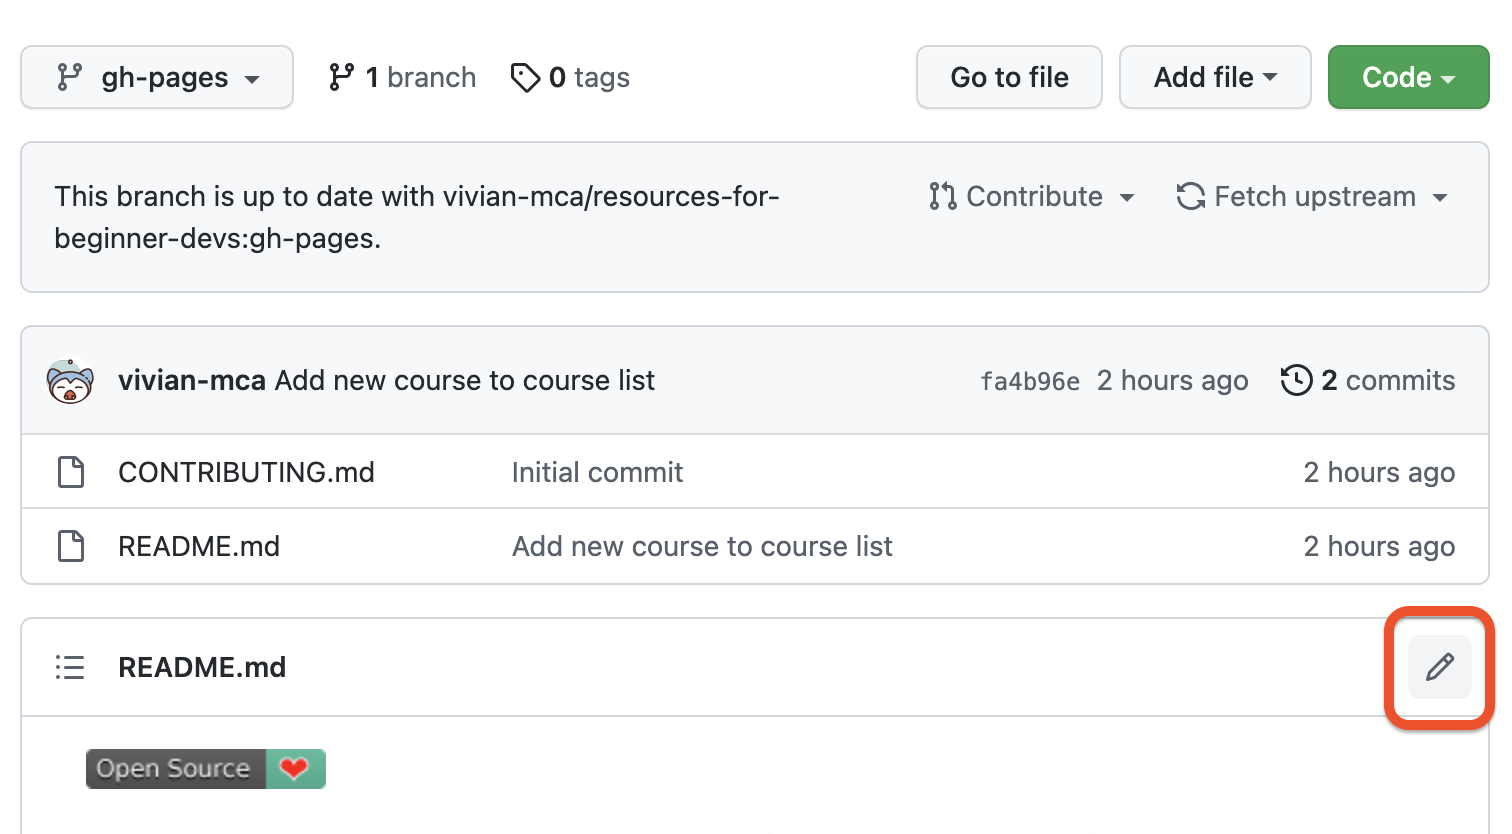 gh-pages 1 branch 0 tags Go to file Add file Code
This branch is up to date with vivian-mca/resources-for-
beginner-devs:gh-pages.
Contribute Fetch upstream
vivian-mca Add new course to course list fa4b96e 2 hours ago 2 commits
CONTRIBUTING.md Initial commit 2 hours ago
README.md Add new course to course list 2 hours ago
README.md
Open Source